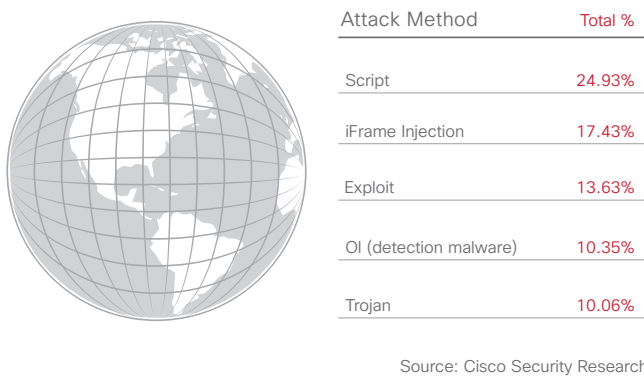 Attack Method Total %
Script 24.93%
iFrame Injection 17.43%
Exploit 13.63%
OI (detection malware) 10.35%
Trojan 10.06%
Source: Cisco Security Research